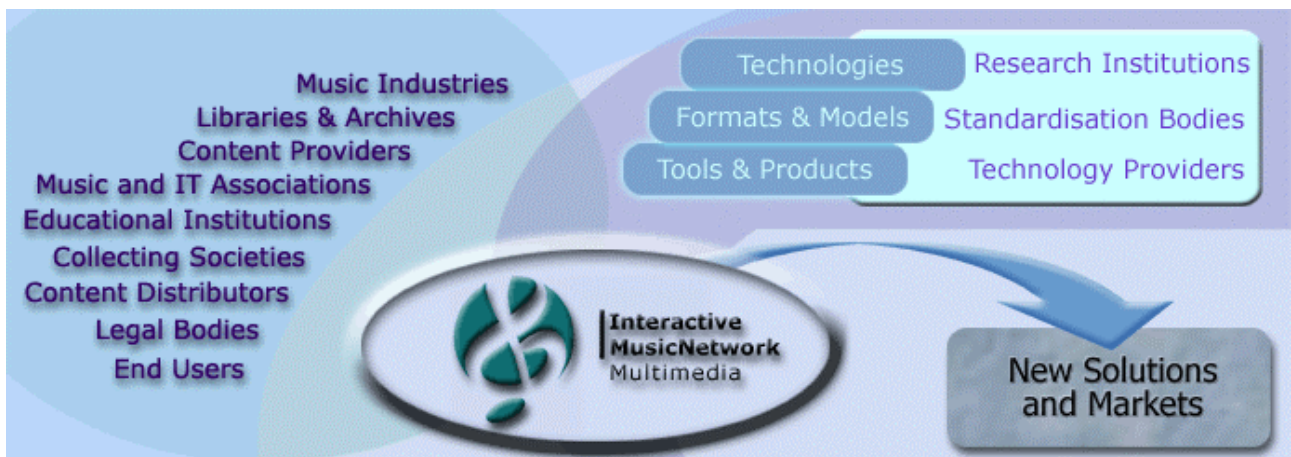 Music Industries
Libraries & Archives
Content Providers
Music and IT Associations
Educational Institutions
Collecting Societies
Content Distributors
Legal Bodies
End Users
Technologies
Research Institutions
Formats & Models
Standardisation Bodies
Tools & Products
Technology Providers
Interactive
MusicNetwork
Multimedia
New Solutions
and Markets